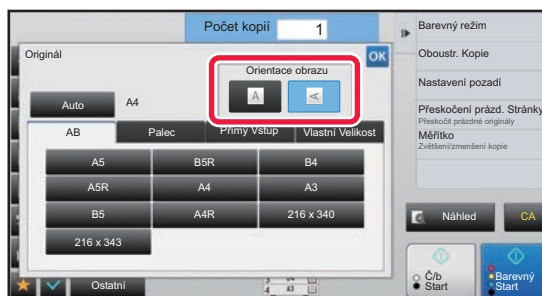 Počet kopií
1
Barevný režim
Originál
OK
Oboustr. Kopie
Orientace obrazu
A
A
Nastavení pozadí
Auto
A4
Přeskočení prázd. Stránky
Přeskočit prázdné originály
AB
Palec
Přímý Vstup
Vlastní Velikost
Měřítko
Zvětšení/zmenšení kopie
A5
B5R
B4
A5R
A4
A3
B5
A4R
216 x 340
Náhled
CA
216 x 343
Č/b
Start
Barevný
Start
Ostatní
4
A3